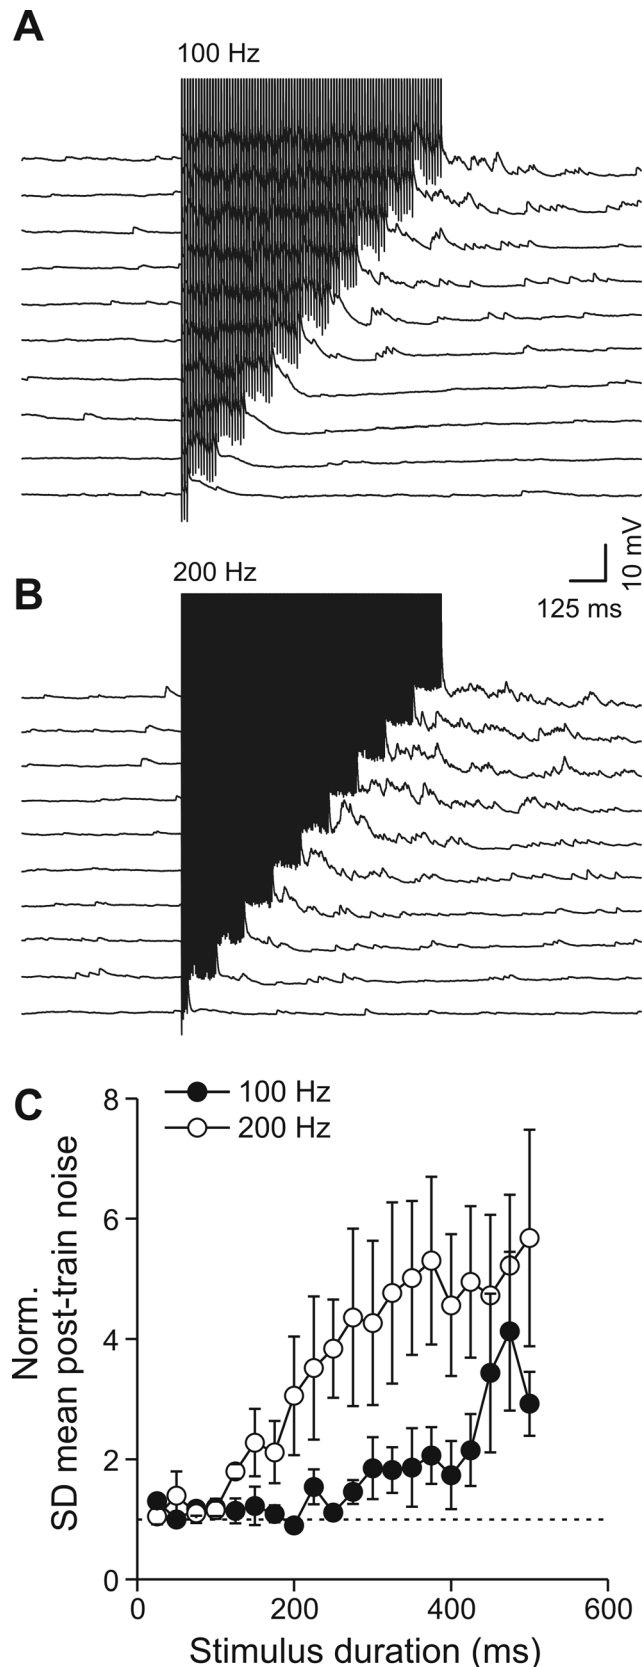 A
100 Hz
10 mV
125 ms
B
200 Hz
C
100 Hz
200 Hz
Norm.
SD mean post-train noise
8
6
4
2
0
0 200 400 600
Stimulus duration (ms)